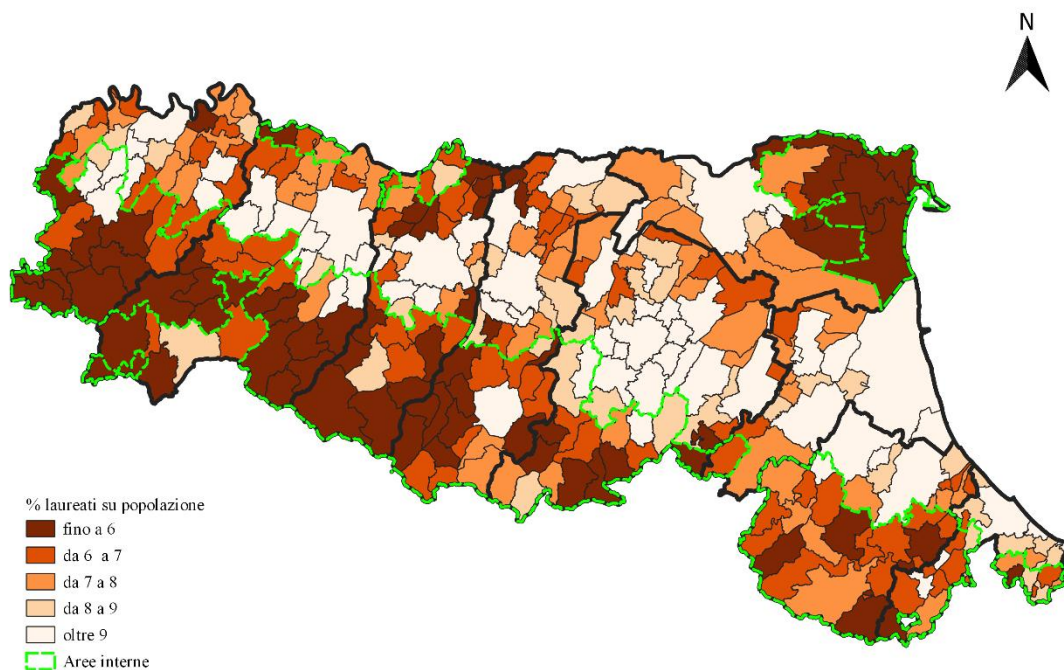 N
% laureati su popolazione
fino a 6
da 6 a 7
da 7 a 8
da 8 a 9
oltre 9
Aree interne